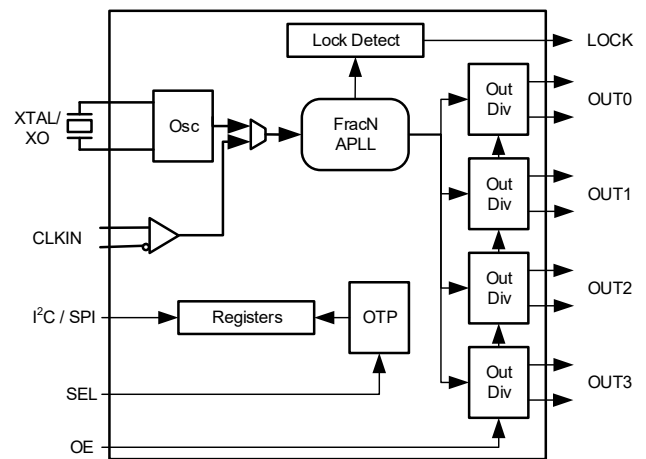 Lock Detect
LOCK
XTAL/
XO
Osc
FracN
APLL
Out
Div
OUT0
Out
Div
OUT1
CLKIN
Out
Div
OUT2
I²C / SPI
Registers
OTP
Out
Div
OUT3
SEL
OE